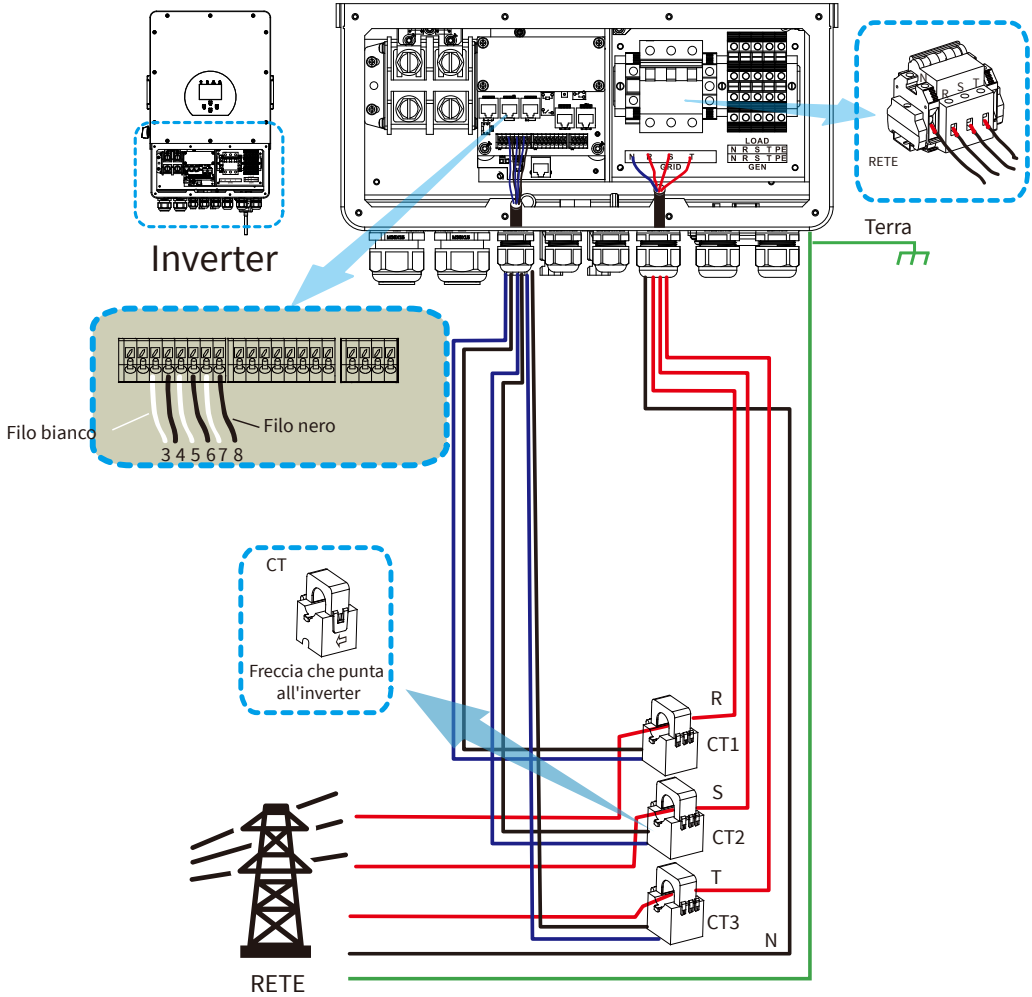 N
R
S
T
RETE
LOAD
N R S T PE
N R S T PE
GEN
N R S T
GRID
Terra
Inverter
Filo bianco
Filo nero
3 4 5 6 7 8
CT
Freccia che punta
all'inverter
R
CT1
S
CT2
T
CT3
N
RETE